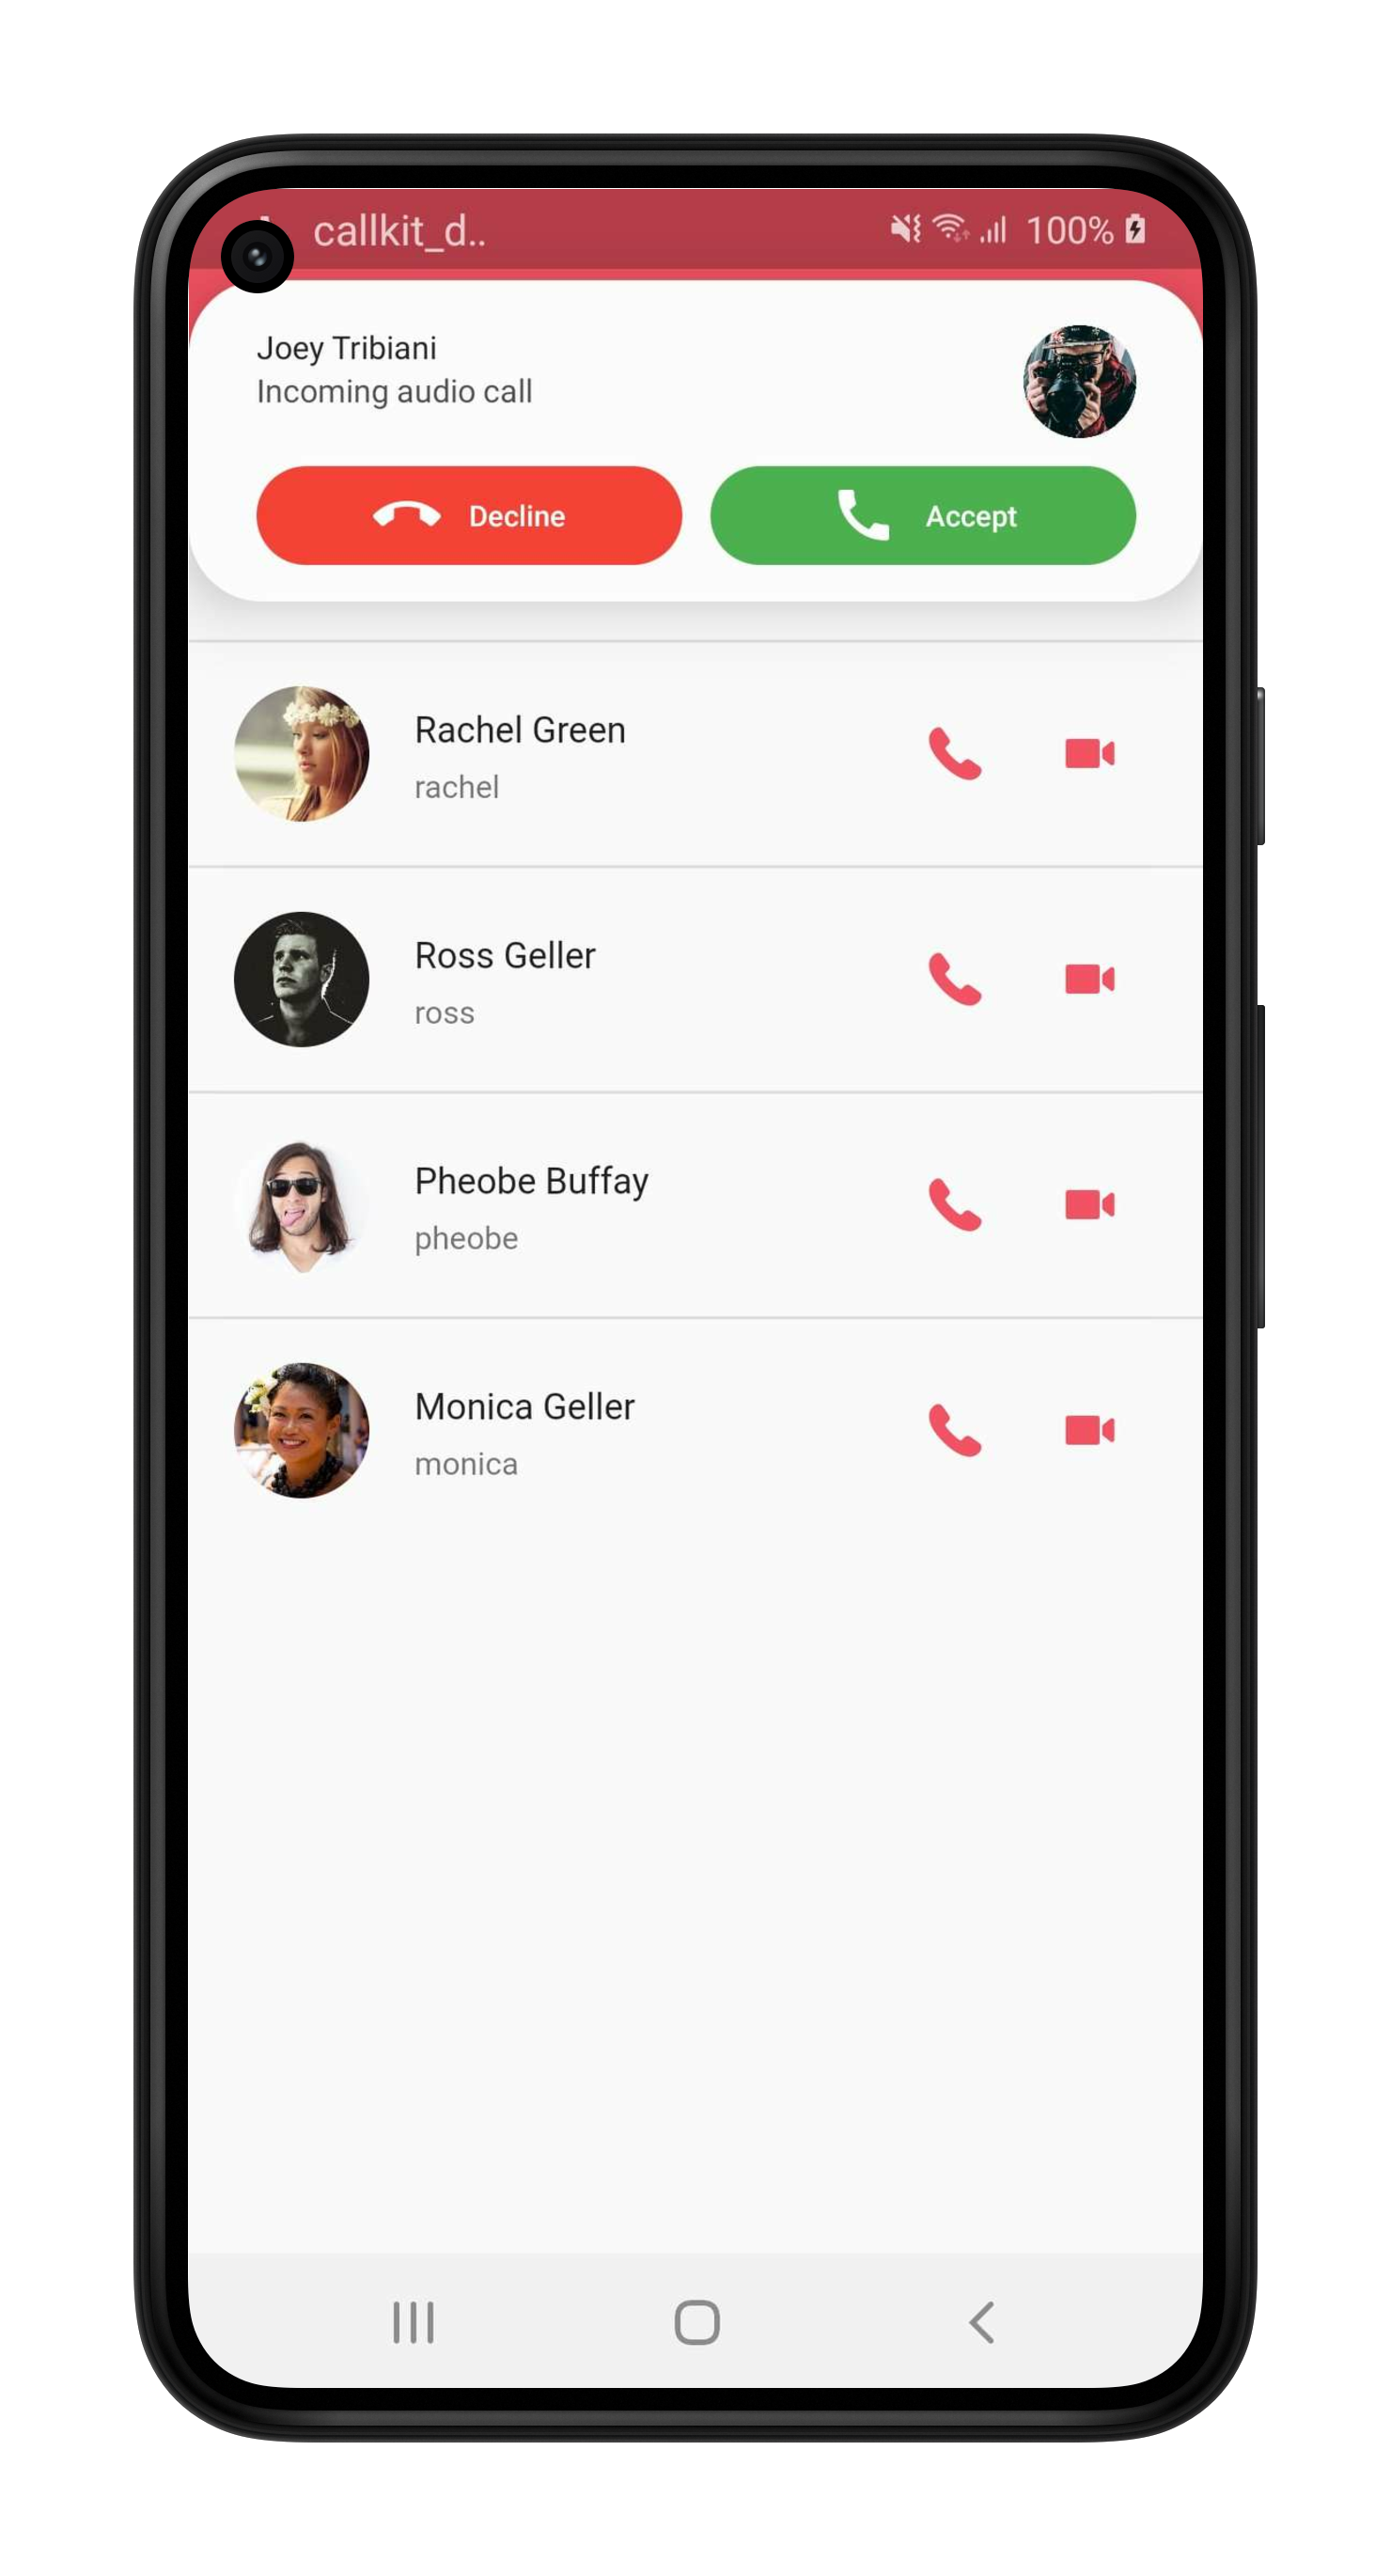 callkit_d..
100%
Joey Tribiani
Incoming audio call
Decline
Accept
Rachel Green
rachel
Ross Geller
ross
Pheobe Buffay
pheobe
Monica Geller
monica